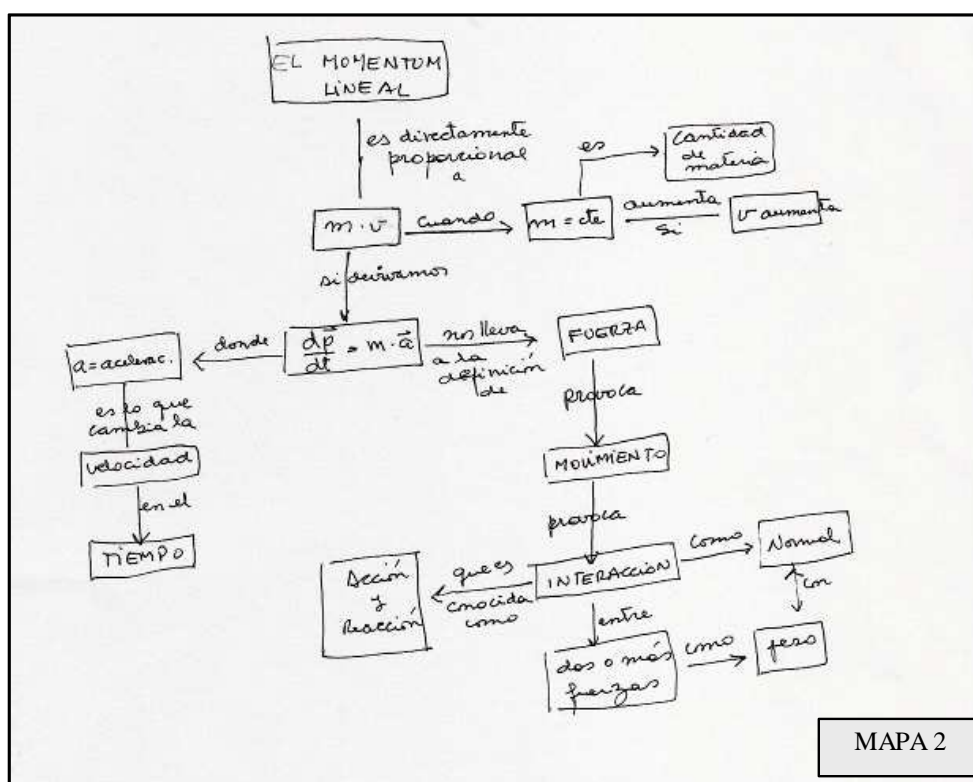 EL MOMENTUM
LINEAL
es directamente
proporcional
a
m . v
cuando
m = cte
es
Cantidad
de
materia
aumenta
si
v aumenta
si derivamos
dp⃗/dt = m . a⃗
donde
a = acelerac.
es lo que
cambia la
velocidad
en el
TIEMPO
nos lleva
a la
definición
de
FUERZA
provoca
MOVIMIENTO
provoca
INTERACCIÓN
que es
conocida
como
Acción
y
Reacción
como
Normal
entre
dos o más
fuerzas
como
peso
con
MAPA 2